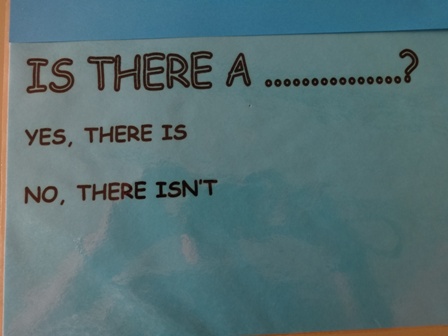 IS THERE A ...............?
YES, THERE IS
NO, THERE ISN'T